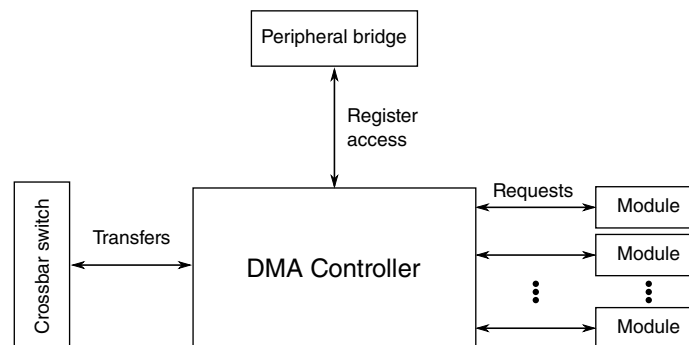 Peripheral bridge
Register
access
Crossbar switch
Transfers
DMA Controller
Requests
Module
Module
Module